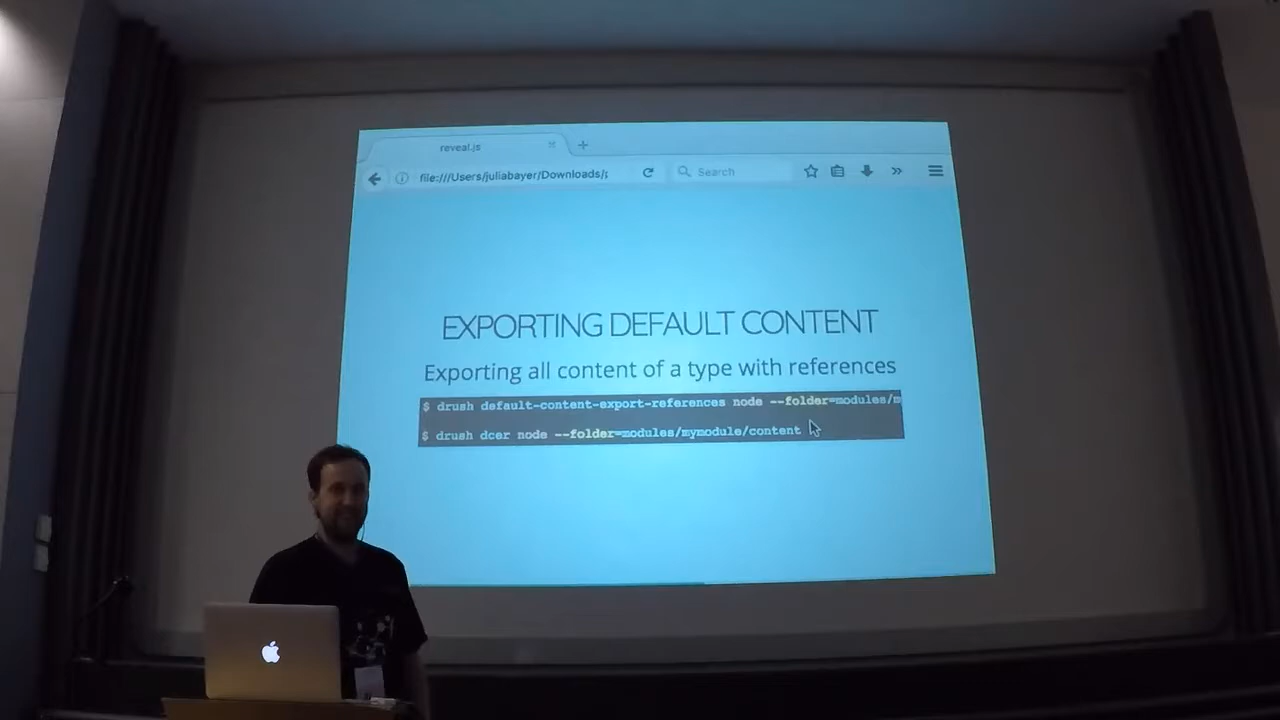 reveal.js
file:///Users/juliabayer/Downloads/
Search
EXPORTING DEFAULT CONTENT
Exporting all content of a type with references
$ drush default-content-export-references node --folder=modules/m
$ drush dcer node --folder=modules/mymodule/content